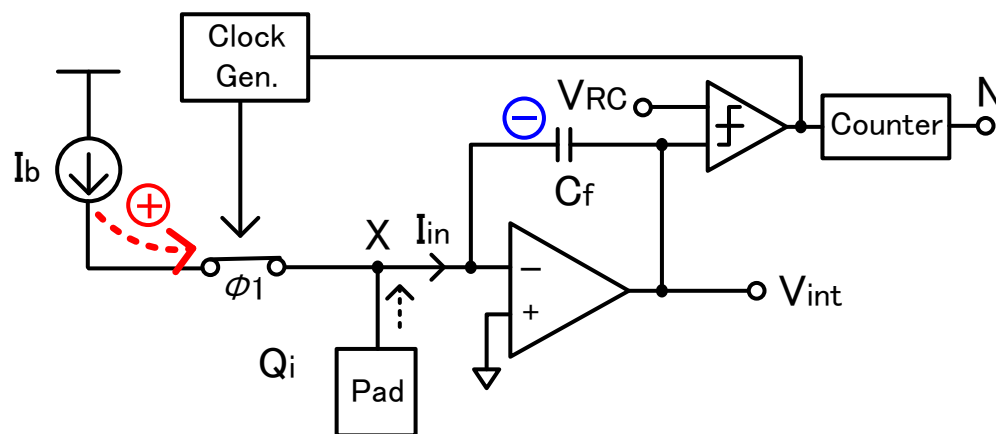 Clock
Gen.
VRC
N
Counter
Ib
+
−
Cf
X
Iin
Φ1
−
+
Vint
Qi
Pad